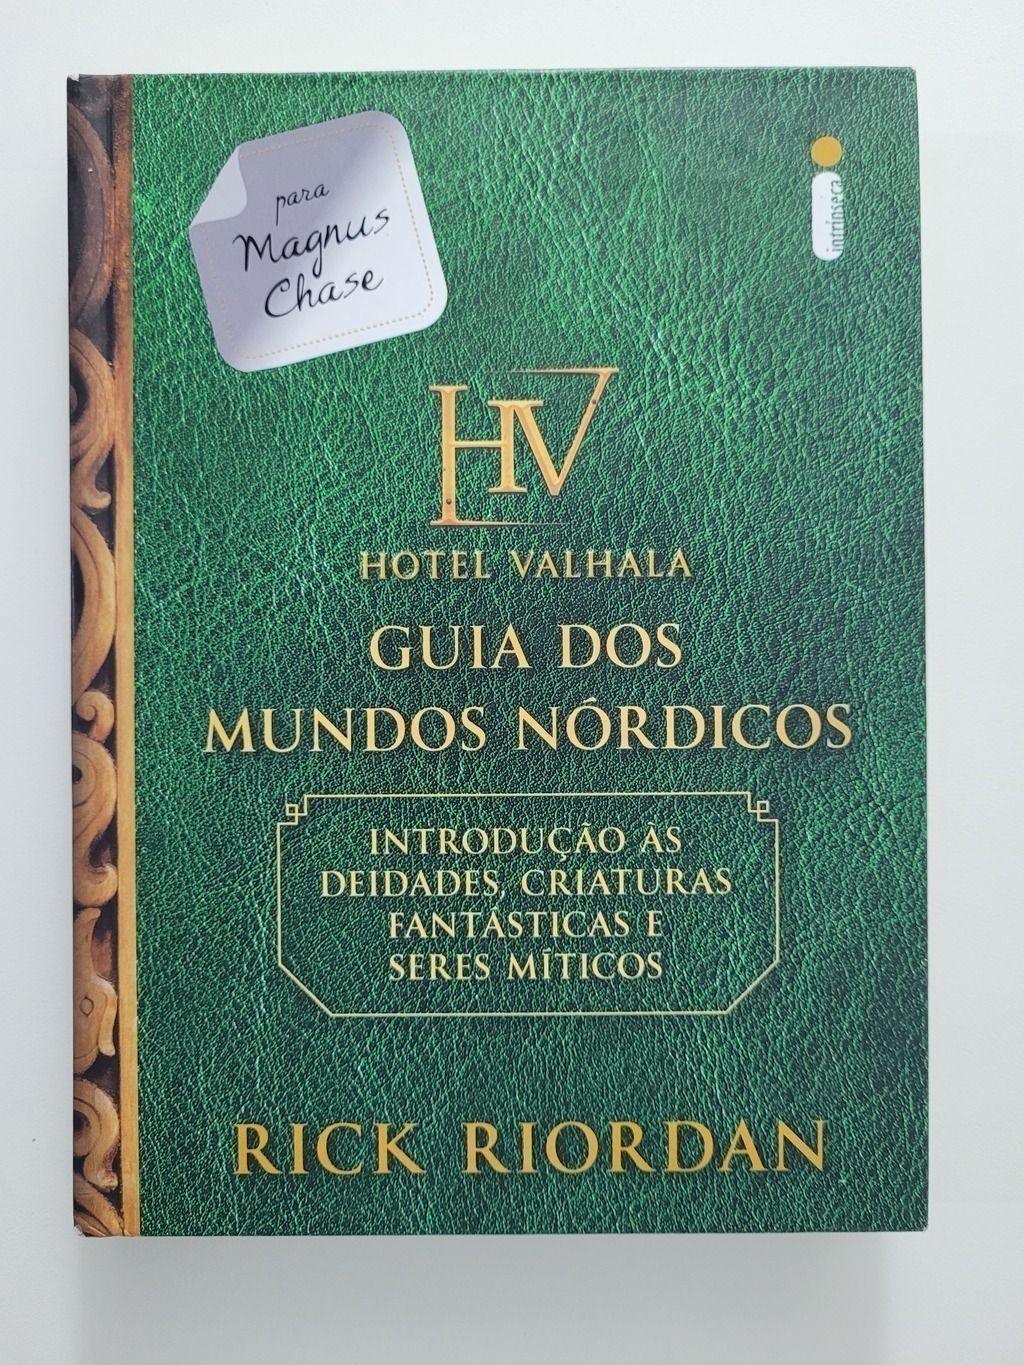 para
Magnus
Chase
intrínseca
HV
HOTEL VALHALA
GUIA DOS
MUNDOS NÓRDICOS
INTRODUÇÃO ÀS
DEIDADES, CRIATURAS
FANTÁSTICAS E
SERES MÍTICOS
RICK RIORDAN